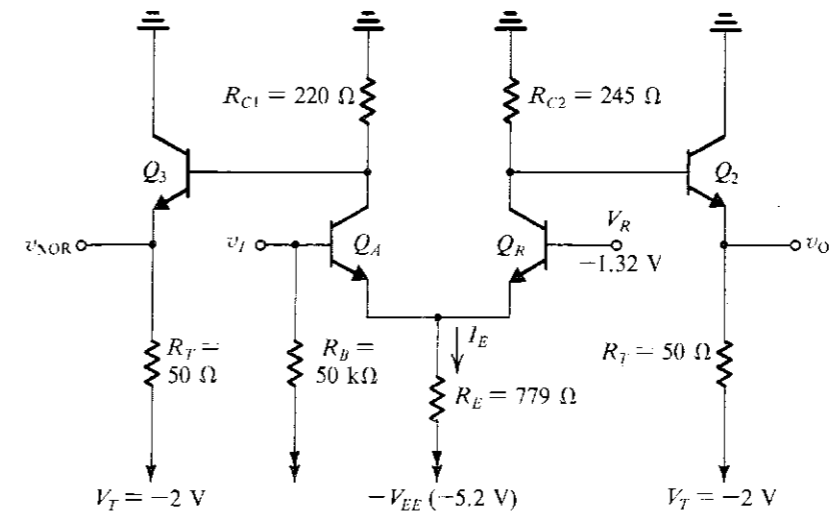 R_C1 = 220 Ω
R_C2 = 245 Ω
Q_3
Q_2
v_NOR
v_I
Q_A
Q_R
V_R
−1.32 V
v_O
I_E
R_T =
50 Ω
R_B =
50 kΩ
R_E = 779 Ω
R_T = 50 Ω
V_T = −2 V
−V_EE (−5.2 V)
V_T = −2 V